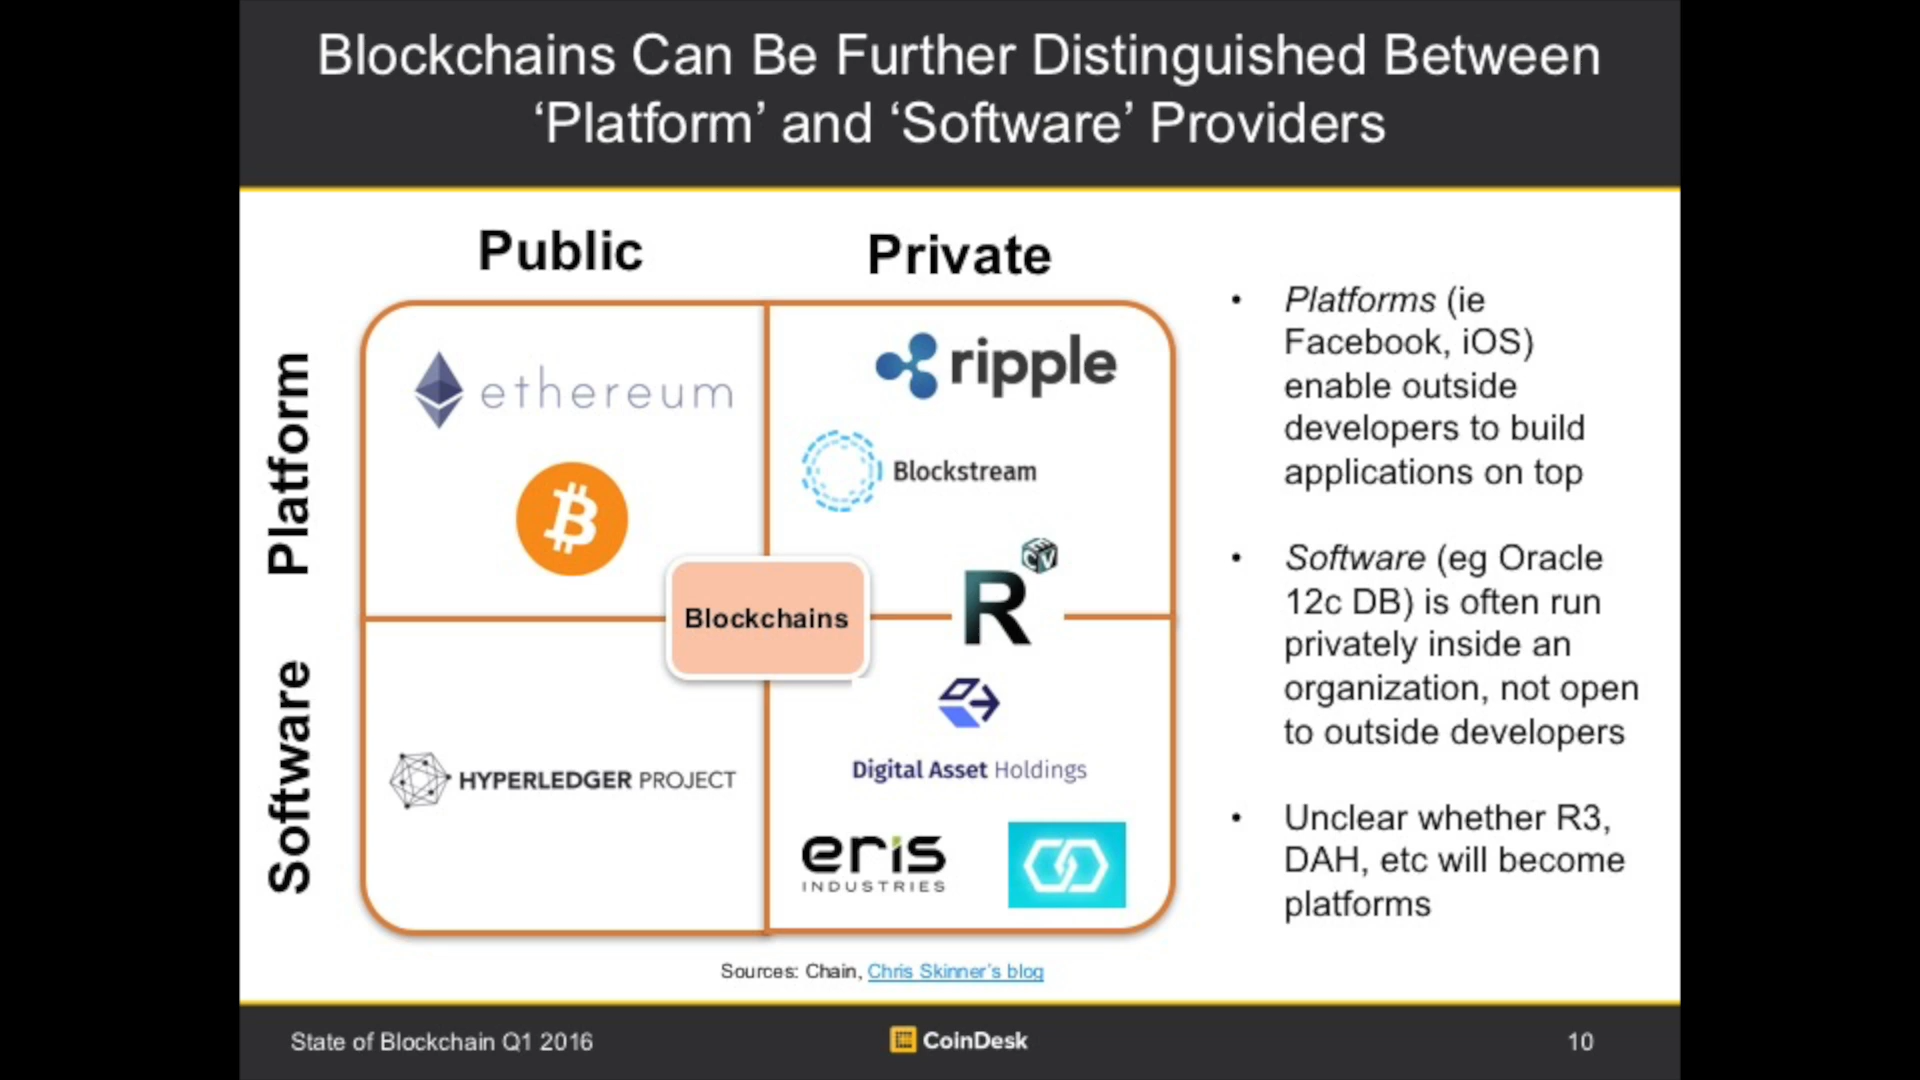 Blockchains Can Be Further Distinguished Between
‘Platform’ and ‘Software’ Providers
Public
Private
Platform
Software
ethereum
ripple
Blockstream
R
CEV
Blockchains
HYPERLEDGER PROJECT
Digital Asset Holdings
eris
INDUSTRIES
• Platforms (ie
Facebook, iOS)
enable outside
developers to build
applications on top
• Software (eg Oracle
12c DB) is often run
privately inside an
organization, not open
to outside developers
• Unclear whether R3,
DAH, etc will become
platforms
Sources: Chain, Chris Skinner’s blog
State of Blockchain Q1 2016
CoinDesk
10